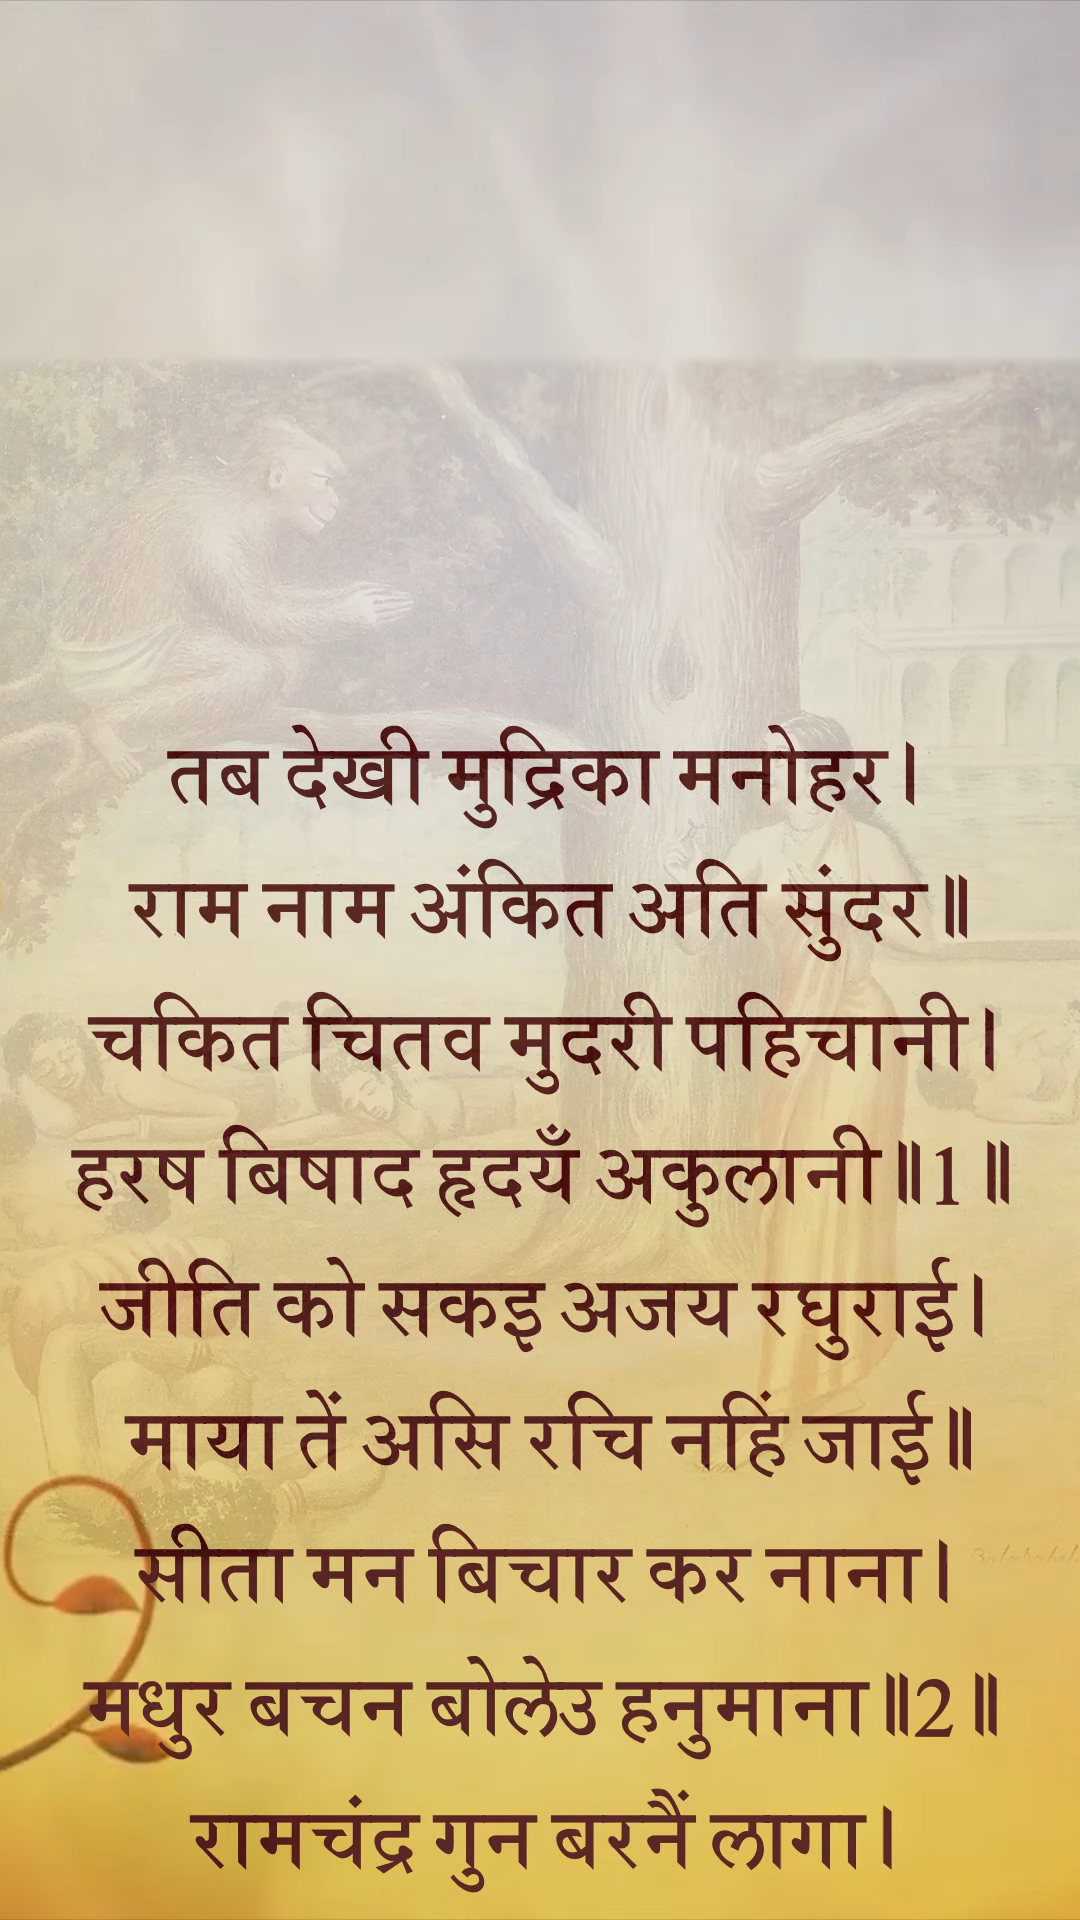 तब देखी मुद्रिका मनोहर।
राम नाम अंकित अति सुंदर॥
चकित चितव मुदरी पहिचानी।
हरष बिषाद हृदयँ अकुलानी॥1॥
जीति को सकइ अजय रघुराई।
माया तें असि रचि नहिं जाई॥
सीता मन बिचार कर नाना।
मधुर बचन बोलेउ हनुमाना॥2॥
रामचंद्र गुन बरनैं लागा।